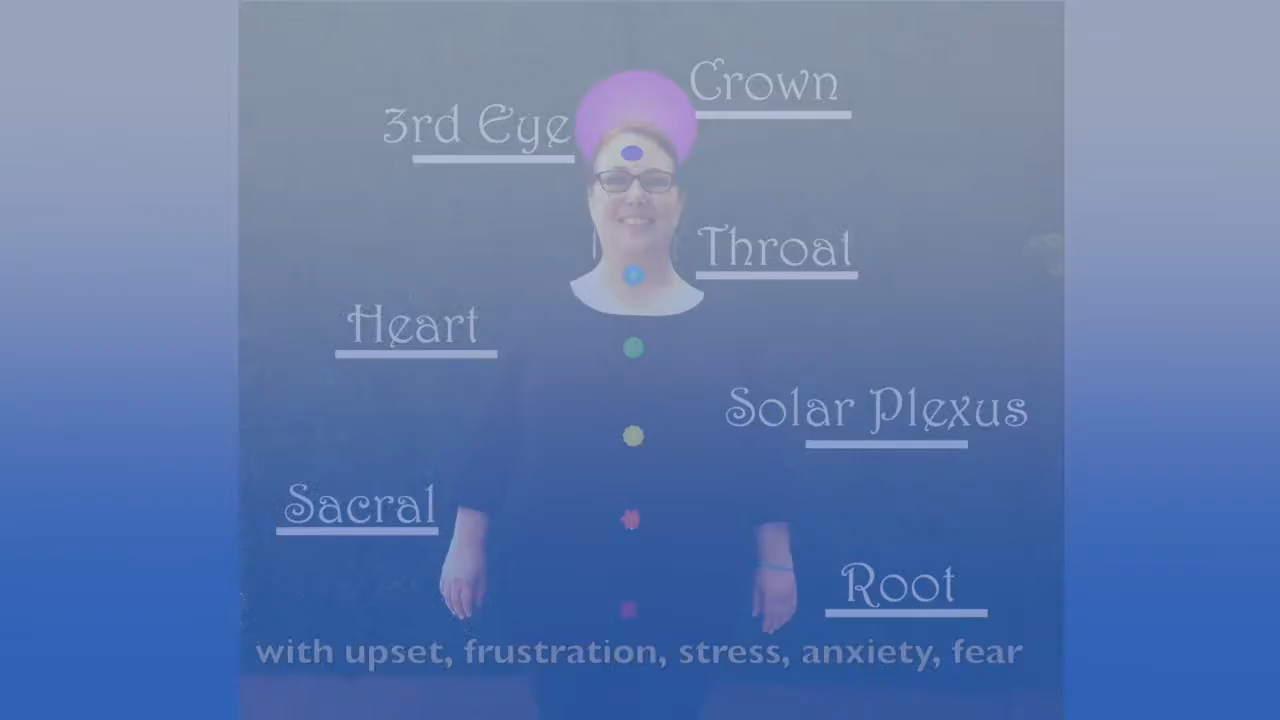 Crown
3rd Eye
Throat
Heart
Solar Plexus
Sacral
Root
with upset, frustration, stress, anxiety, fear